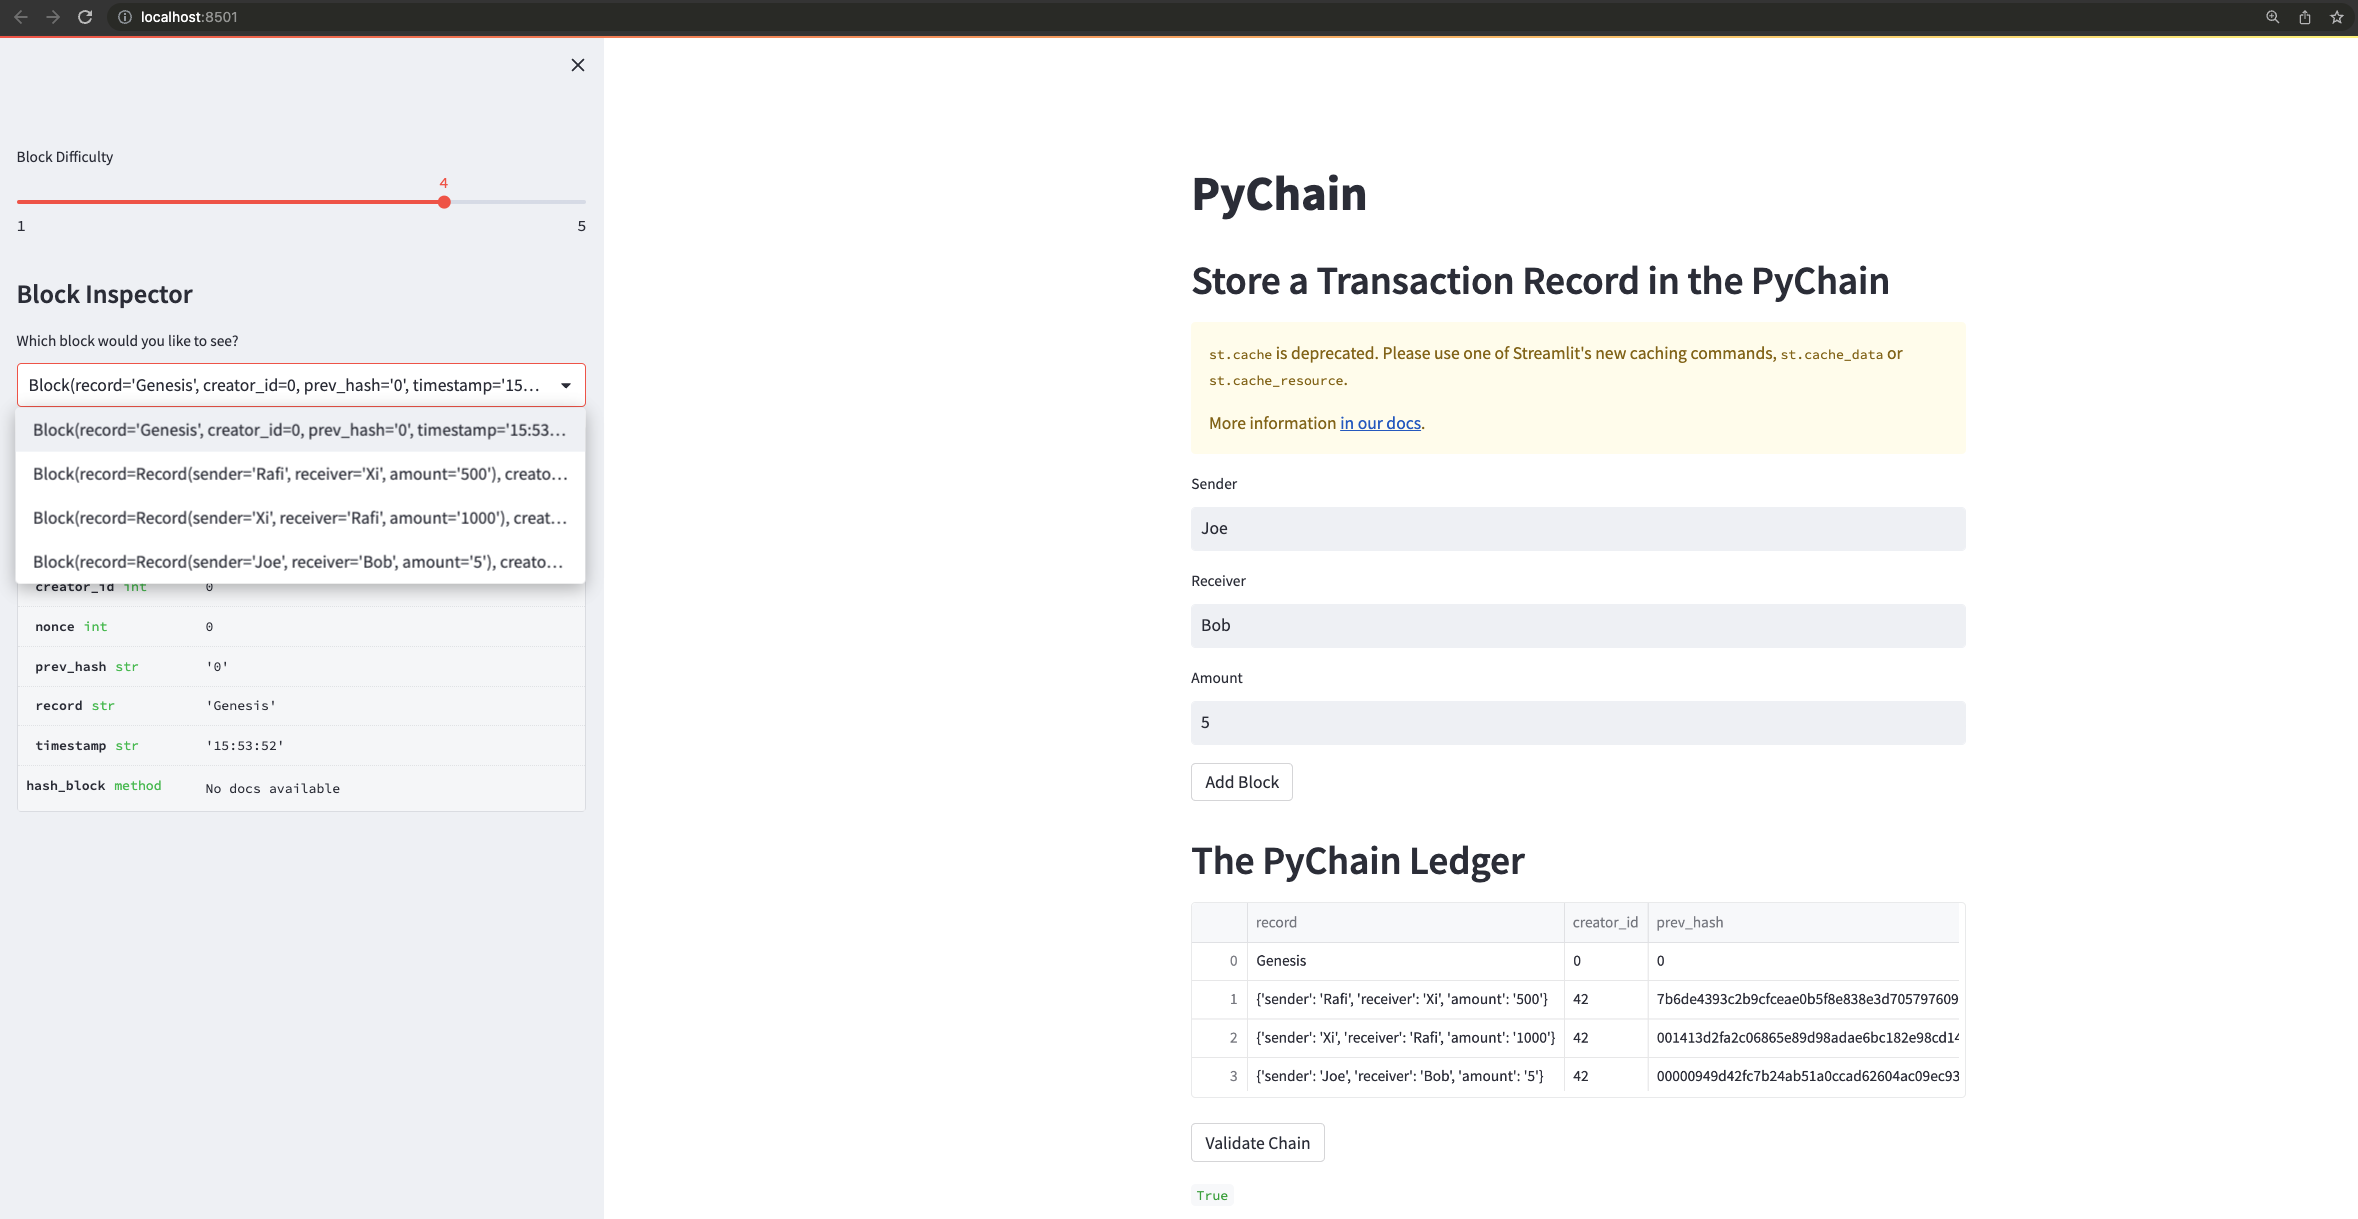 localhost:8501
Block Difficulty
4
1 5
Block Inspector
Which block would you like to see?
Block(record='Genesis', creator_id=0, prev_hash='0', timestamp='15...
Block(record='Genesis', creator_id=0, prev_hash='0', timestamp='15:53...
Block(record=Record(sender='Rafi', receiver='Xi', amount='500'), creato...
Block(record=Record(sender='Xi', receiver='Rafi', amount='1000'), creat...
Block(record=Record(sender='Joe', receiver='Bob', amount='5'), creato...
creator_id int 0
nonce int 0
prev_hash str '0'
record str 'Genesis'
timestamp str '15:53:52'
hash_block method No docs available
PyChain
Store a Transaction Record in the PyChain
st.cache is deprecated. Please use one of Streamlit's new caching commands, st.cache_data or
st.cache_resource.
More information in our docs.
Sender
Joe
Receiver
Bob
Amount
5
Add Block
The PyChain Ledger
record creator_id prev_hash
0 Genesis 0 0
1 {'sender': 'Rafi', 'receiver': 'Xi', 'amount': '500'} 42 7b6de4393c2b9cfceae0b5f8e838e3d705797609
2 {'sender': 'Xi', 'receiver': 'Rafi', 'amount': '1000'} 42 001413d2fa2c06865e89d98adae6bc182e98cd14
3 {'sender': 'Joe', 'receiver': 'Bob', 'amount': '5'} 42 00000949d42fc7b24ab51a0ccad62604ac09ec93
Validate Chain
True